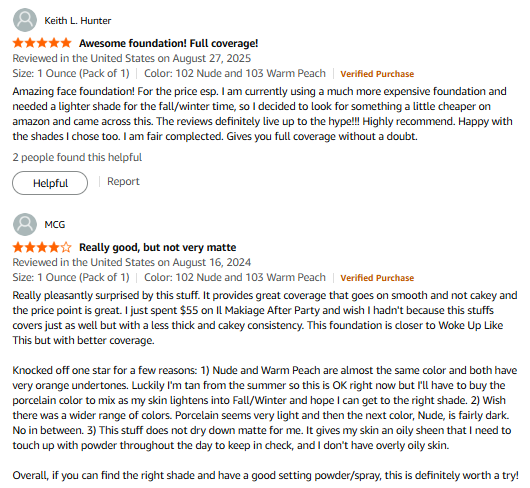 Keith L. Hunter
Awesome foundation! Full coverage!
Reviewed in the United States on August 27, 2025
Size: 1 Ounce (Pack of 1) | Color: 102 Nude and 103 Warm Peach | Verified Purchase
Amazing face foundation! For the price esp. I am currently using a much more expensive foundation and
needed a lighter shade for the fall/winter time, so I decided to look for something a little cheaper on
amazon and came across this. The reviews definitely live up to the hype!!! Highly recommend. Happy with
the shades I chose too. I am fair complected. Gives you full coverage without a doubt.
2 people found this helpful
Helpful | Report
MCG
Really good, but not very matte
Reviewed in the United States on August 16, 2024
Size: 1 Ounce (Pack of 1) | Color: 102 Nude and 103 Warm Peach | Verified Purchase
Really pleasantly surprised by this stuff. It provides great coverage that goes on smooth and not cakey and
the price point is great. I just spent $55 on Il Makiage After Party and wish I hadn't because this stuffs
covers just as well but with a less thick and cakey consistency. This foundation is closer to Woke Up Like
This but with better coverage.
Knocked off one star for a few reasons: 1) Nude and Warm Peach are almost the same color and both have
very orange undertones. Luckily I'm tan from the summer so this is OK right now but I'll have to buy the
porcelain color to mix as my skin lightens into Fall/Winter and hope I can get to the right shade. 2) Wish
there was a wider range of colors. Porcelain seems very light and then the next color, Nude, is fairly dark.
No in between. 3) This stuff does not dry down matte for me. It gives my skin an oily sheen that I need to
touch up with powder throughout the day to keep in check, and I don't have overly oily skin.
Overall, if you can find the right shade and have a good setting powder/spray, this is definitely worth a try!